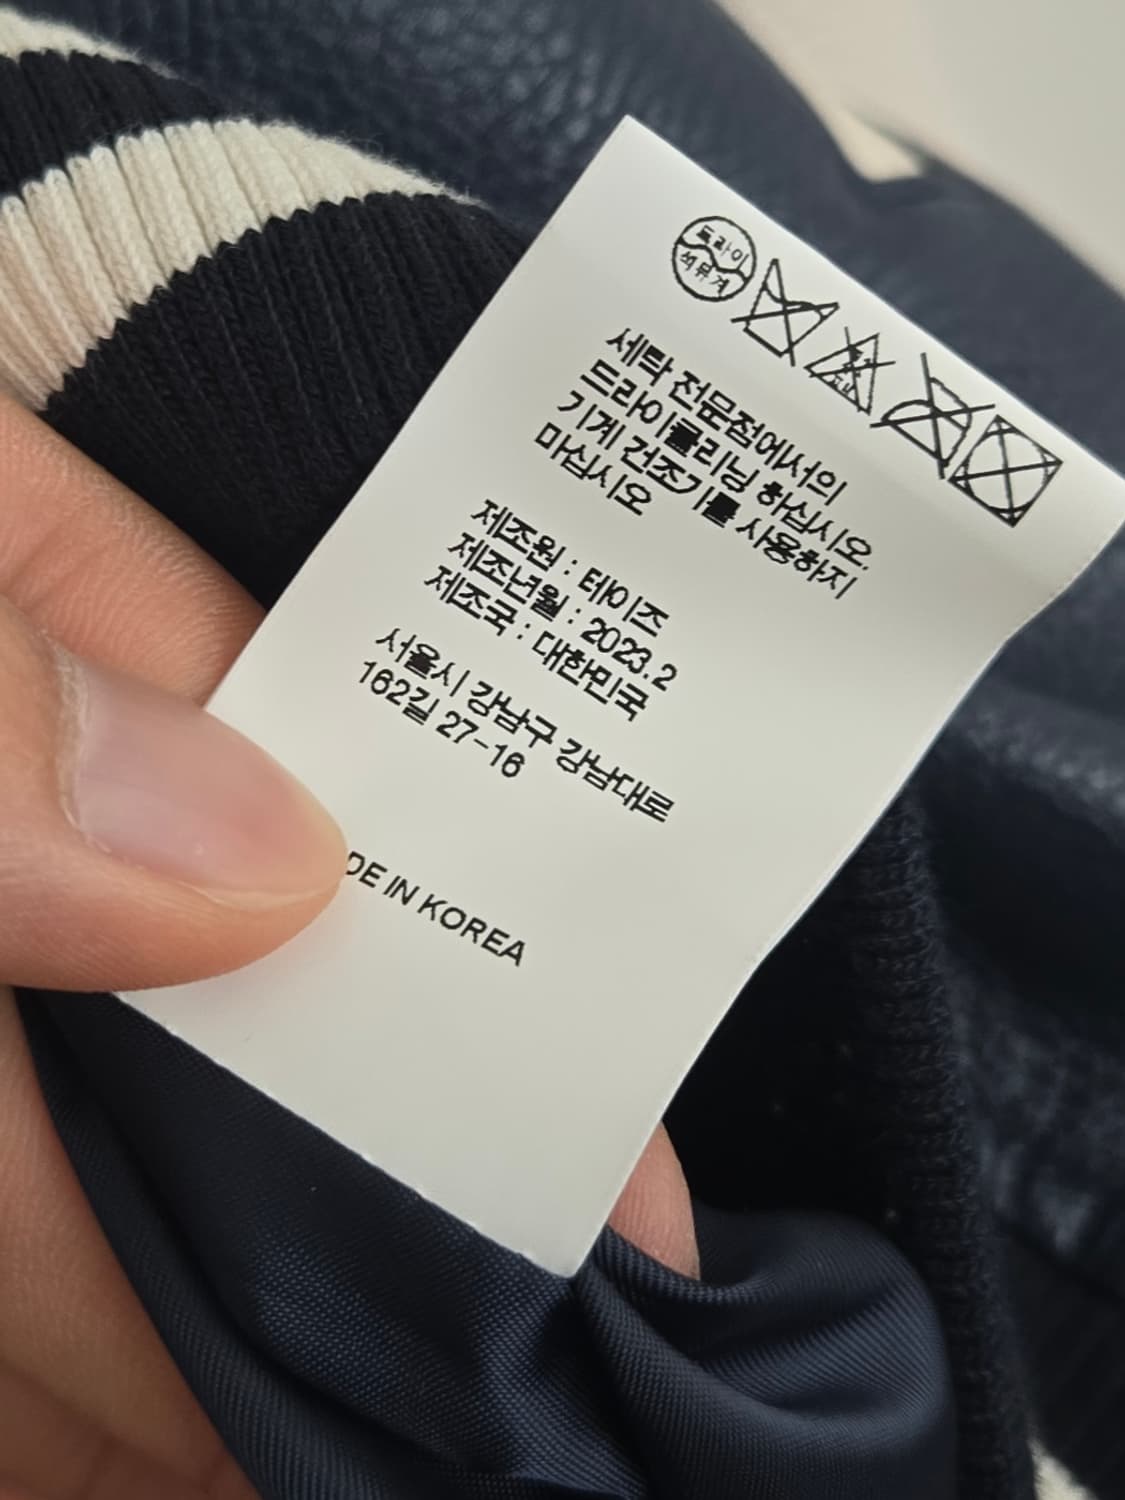 드라이
석유계
세탁 전문점에서의
드라이클리닝 하십시오.
기계 건조기를 사용하지
마십시오
제조원 : 테이즈
제조년월 : 2023.2
제조국 : 대한민국
서울시 강남구 강남대로
162길 27-16
DE IN KOREA